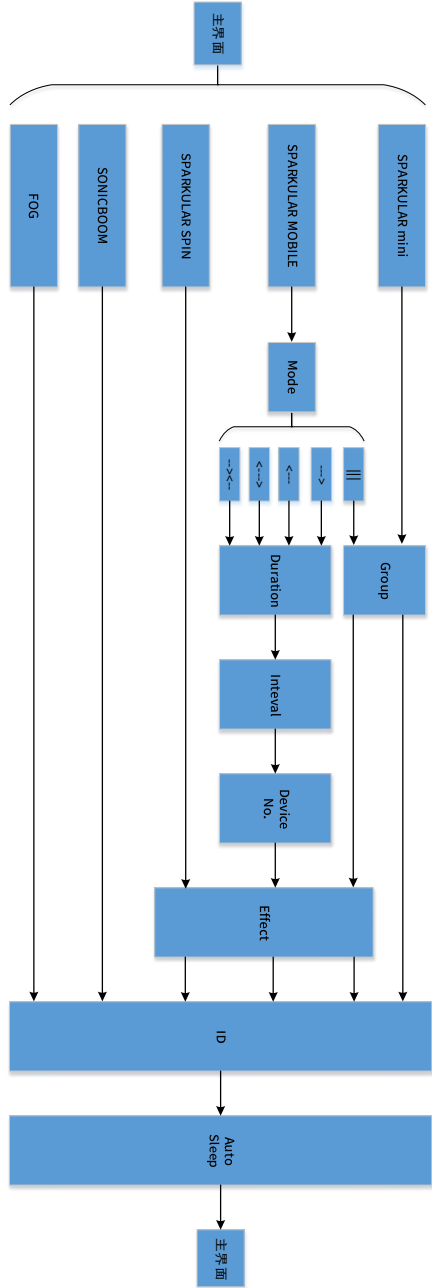 主界面
SPARKULAR mini
SPARKULAR MOBILE
SPARKULAR SPIN
SONICBOOM
FOG
Mode
||||
--->
<---
<--->
--><--
Group
Duration
Inteval
Device
No.
Effect
ID
Auto
Sleep
主界面